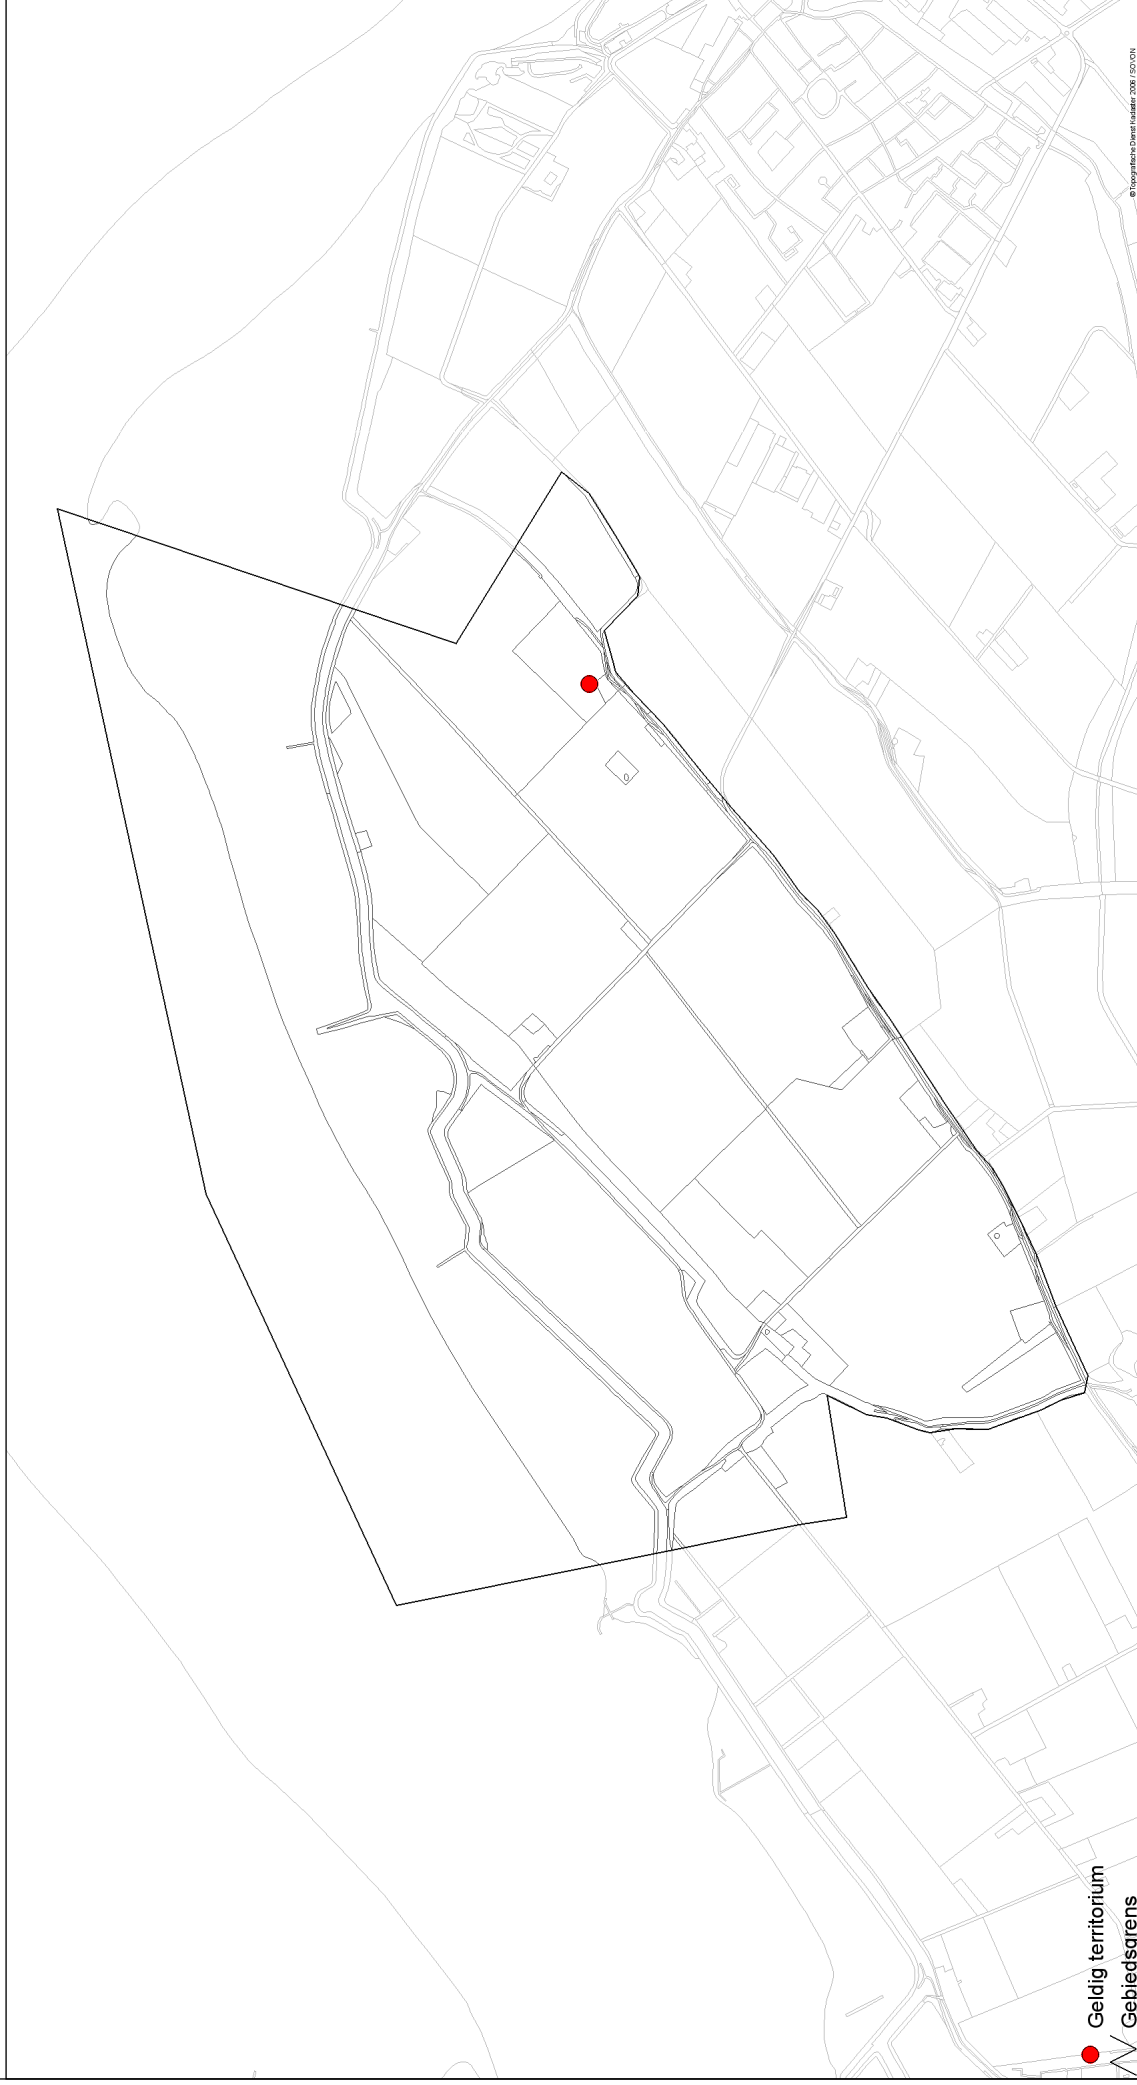 © Topografische Dienst Kadaster 2006 / SOVON
Geldig territorium
Gebiedsgrens